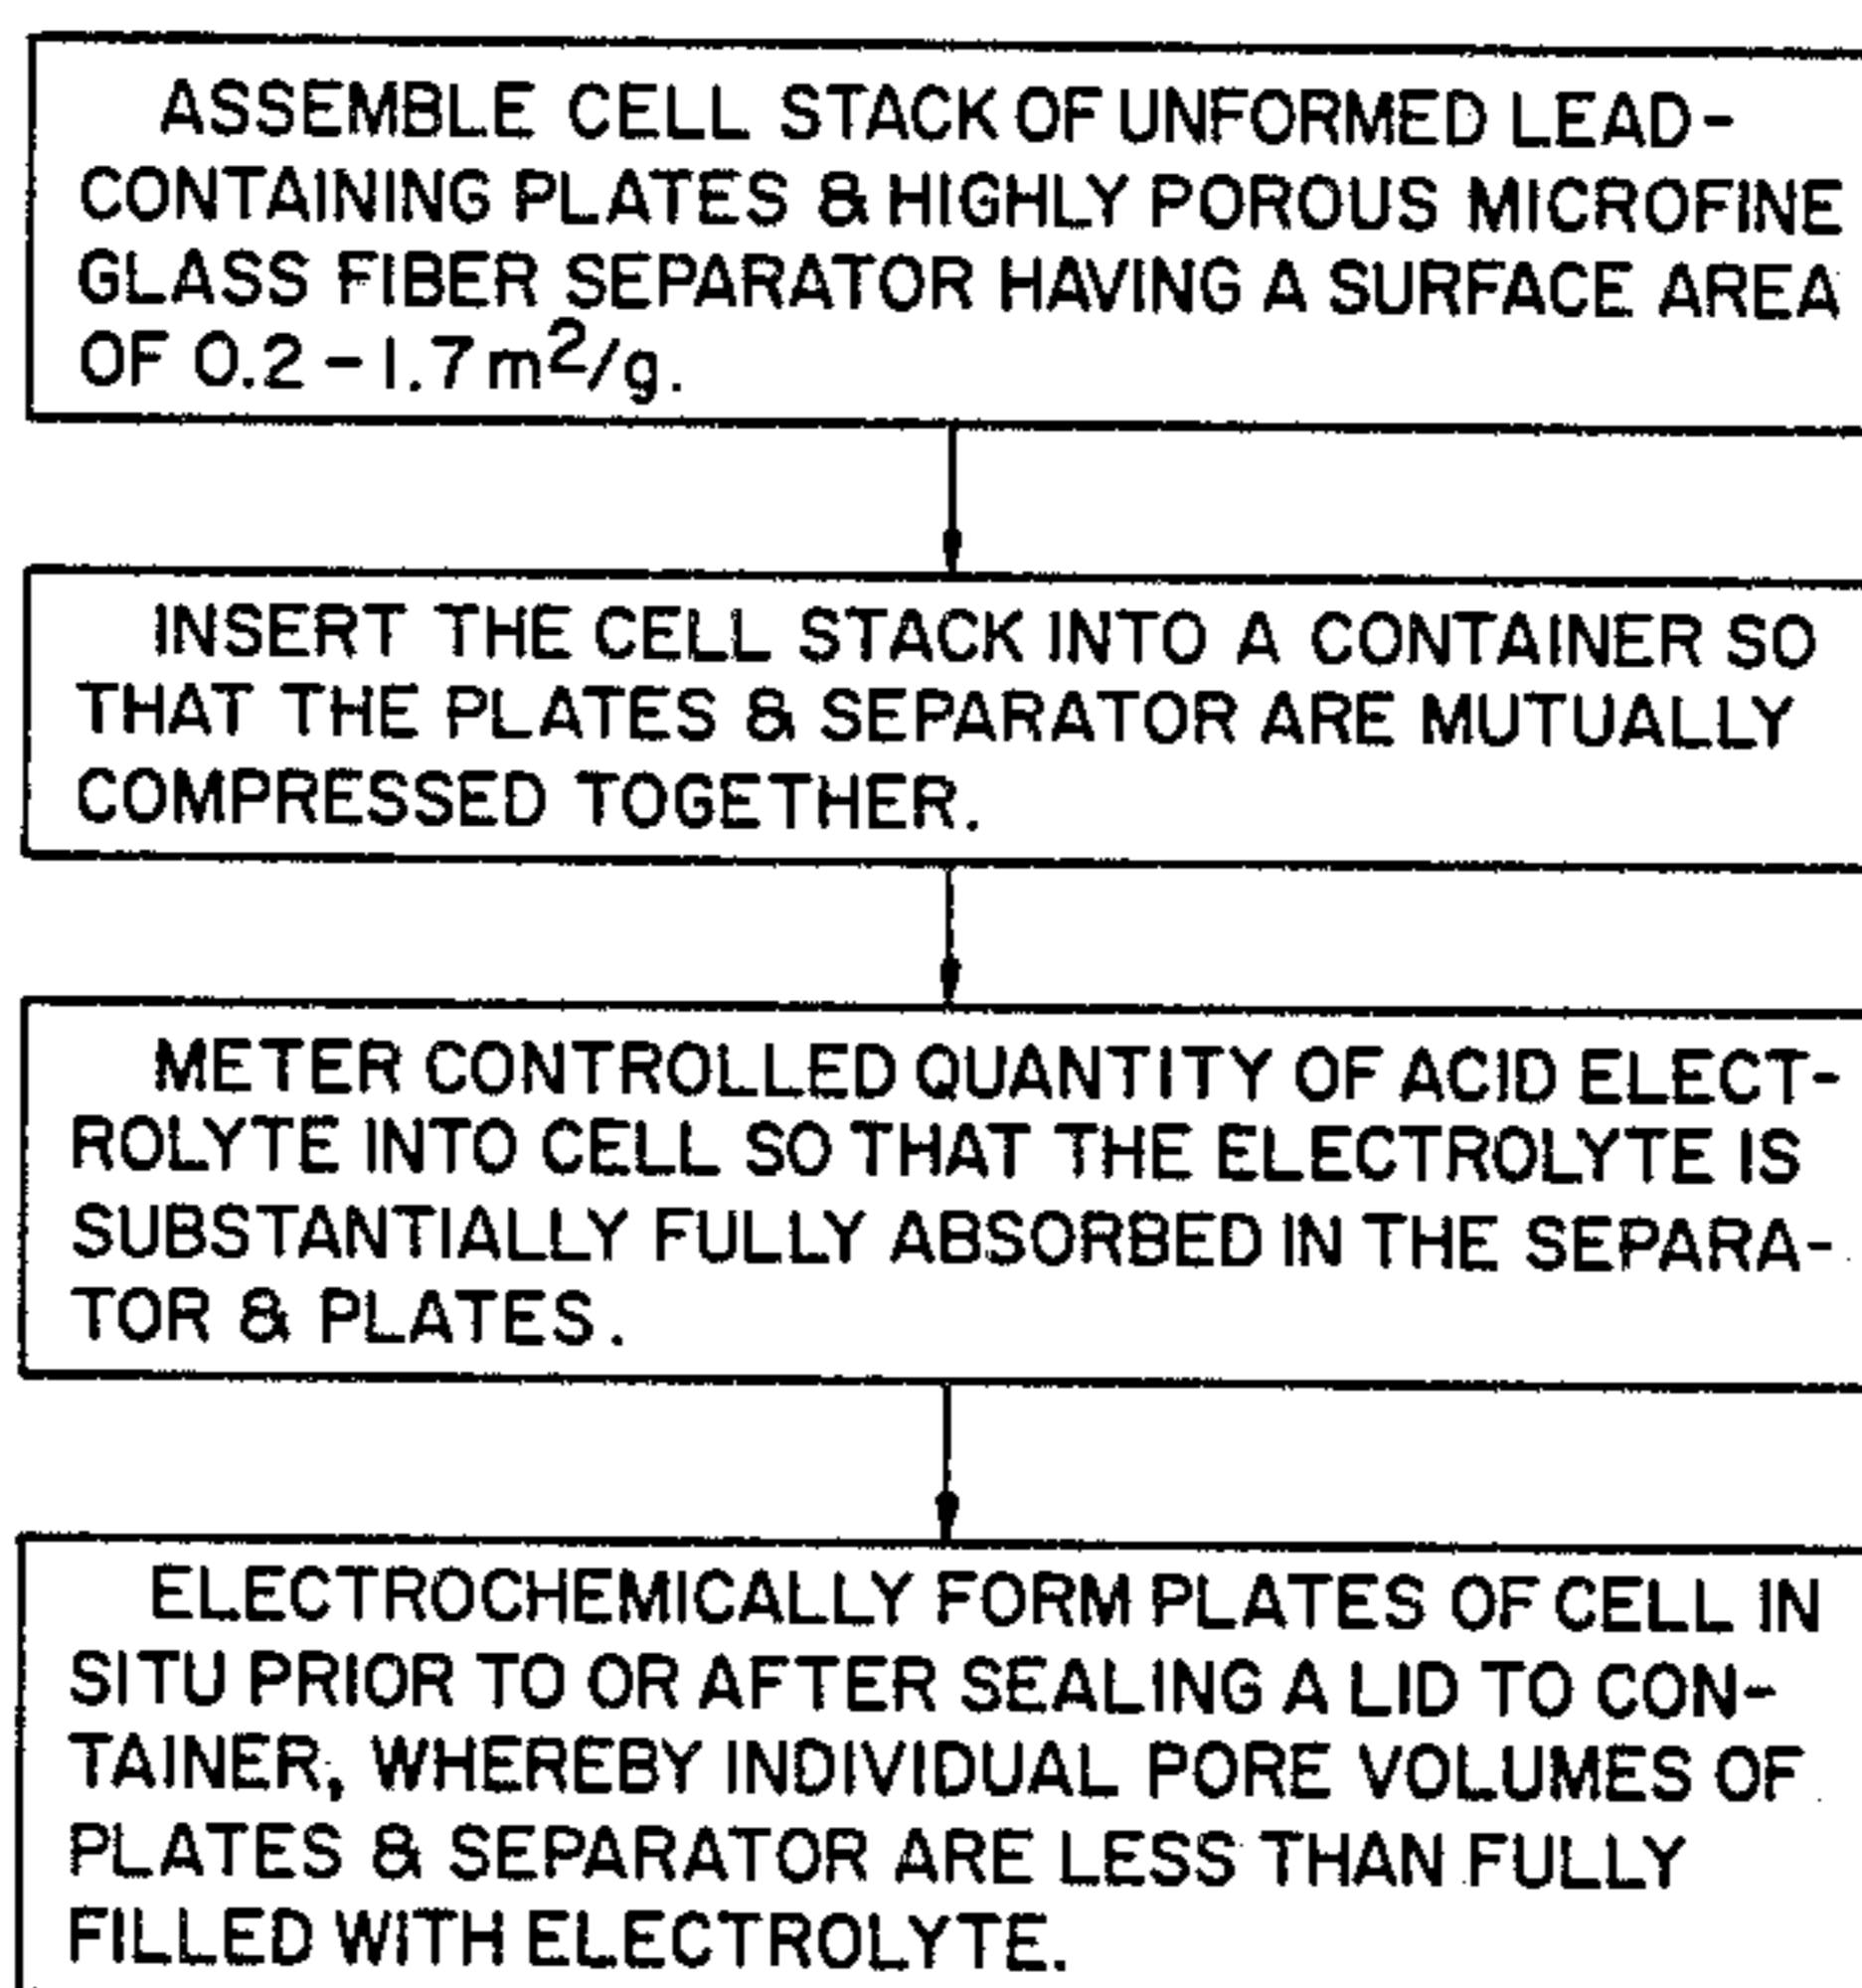 ASSEMBLE CELL STACK OF UNFORMED LEAD-
CONTAINING PLATES & HIGHLY POROUS MICROFINE
GLASS FIBER SEPARATOR HAVING A SURFACE AREA
OF 0.2 - 1.7 m²/g.
INSERT THE CELL STACK INTO A CONTAINER SO
THAT THE PLATES & SEPARATOR ARE MUTUALLY
COMPRESSED TOGETHER.
METER CONTROLLED QUANTITY OF ACID ELECT-
ROLYTE INTO CELL SO THAT THE ELECTROLYTE IS
SUBSTANTIALLY FULLY ABSORBED IN THE SEPARA-
TOR & PLATES.
ELECTROCHEMICALLY FORM PLATES OF CELL IN
SITU PRIOR TO OR AFTER SEALING A LID TO CON-
TAINER, WHEREBY INDIVIDUAL PORE VOLUMES OF
PLATES & SEPARATOR ARE LESS THAN FULLY
FILLED WITH ELECTROLYTE.